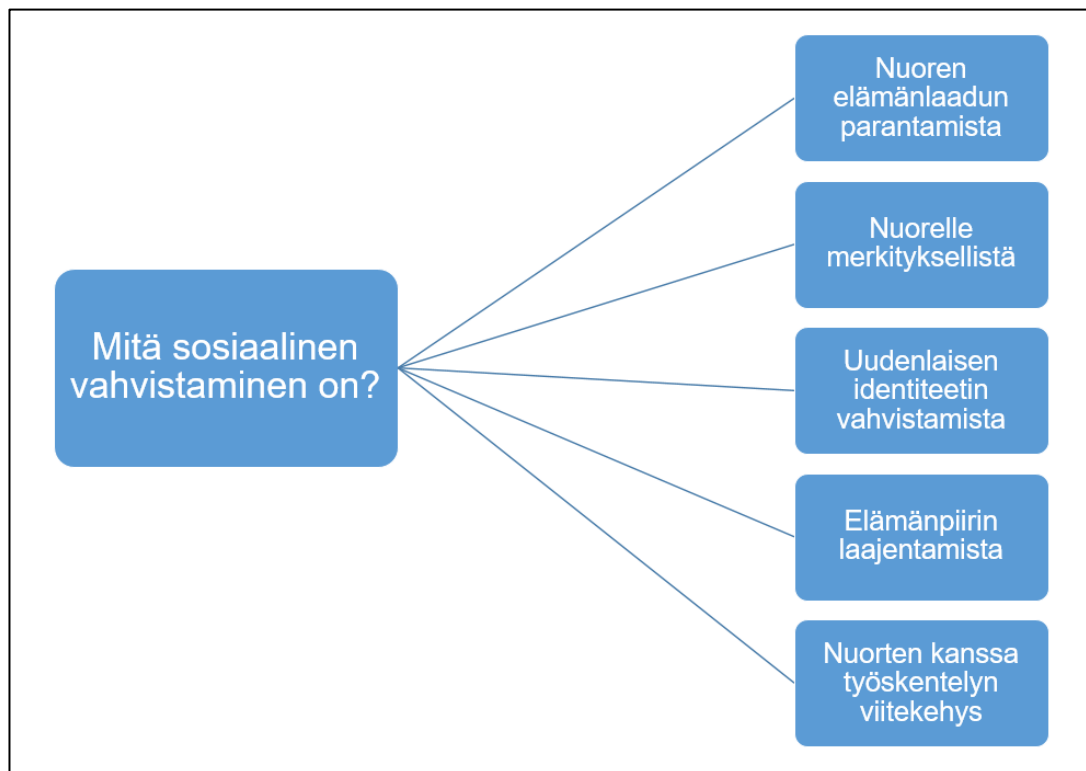 Mitä sosiaalinen
vahvistaminen on?
Nuoren
elämänlaadun
parantamista
Nuorelle
merkityksellistä
Uudenlaisen
identiteetin
vahvistamista
Elämänpiirin
laajentamista
Nuorten kanssa
työskentelyn
viitekehys